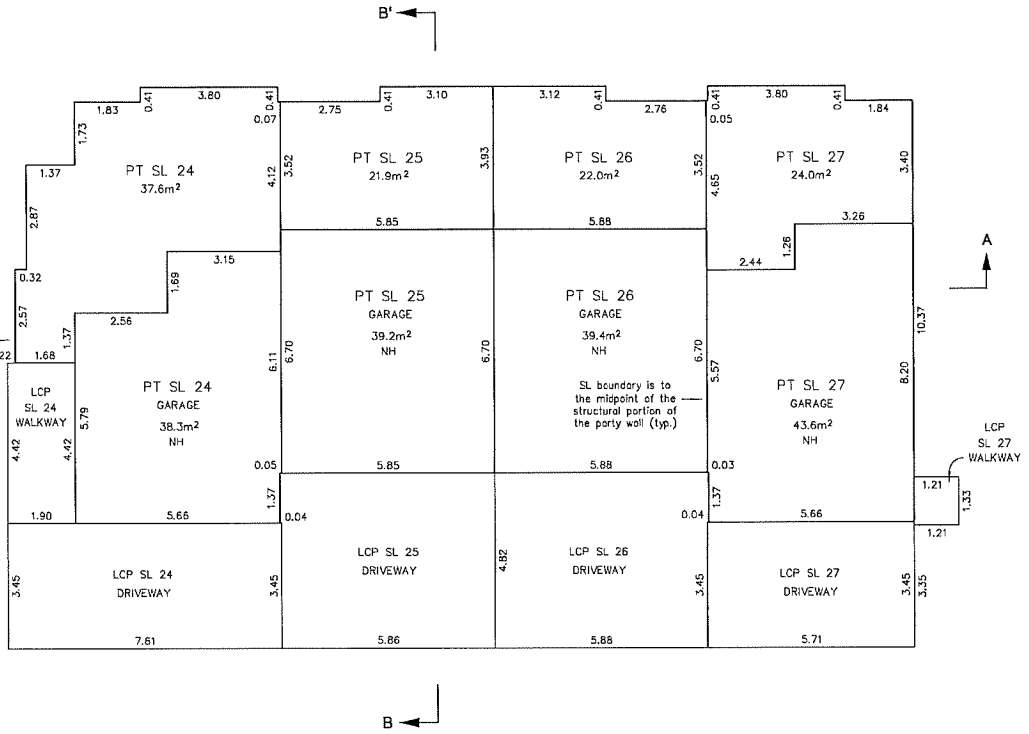 B'
3.80
3.10
3.12
3.80
1.83
0.41
0.41
2.75
0.41
0.41
2.76
0.41
0.41
1.84
0.07
0.05
1.73
PT SL 24
37.6m²
4.12
3.52
PT SL 25
21.9m²
3.93
PT SL 26
22.0m²
3.52
4.65
PT SL 27
24.0m²
3.40
1.37
2.87
5.85
5.88
3.26
1.26
2.44
A
3.15
1.69
0.32
2.57
2.56
1.37
22
1.68
PT SL 25
GARAGE
39.2m²
NH
6.70
6.70
PT SL 26
GARAGE
39.4m²
NH
6.70
5.57
10.37
8.20
6.11
LCP
SL 24
WALKWAY
4.42
4.42
5.79
PT SL 24
GARAGE
38.3m²
NH
SL boundary is to
the midpoint of the
structural portion of
the party wall (typ.)
PT SL 27
GARAGE
43.6m²
NH
LCP
SL 27
WALKWAY
0.05
5.85
5.88
0.03
1.21
1.33
1.21
1.90
5.66
1.37
0.04
0.04
1.37
5.66
LCP SL 24
DRIVEWAY
3.45
3.45
LCP SL 25
DRIVEWAY
4.82
LCP SL 26
DRIVEWAY
3.45
LCP SL 27
DRIVEWAY
3.45
3.35
7.61
5.86
5.88
5.71
B